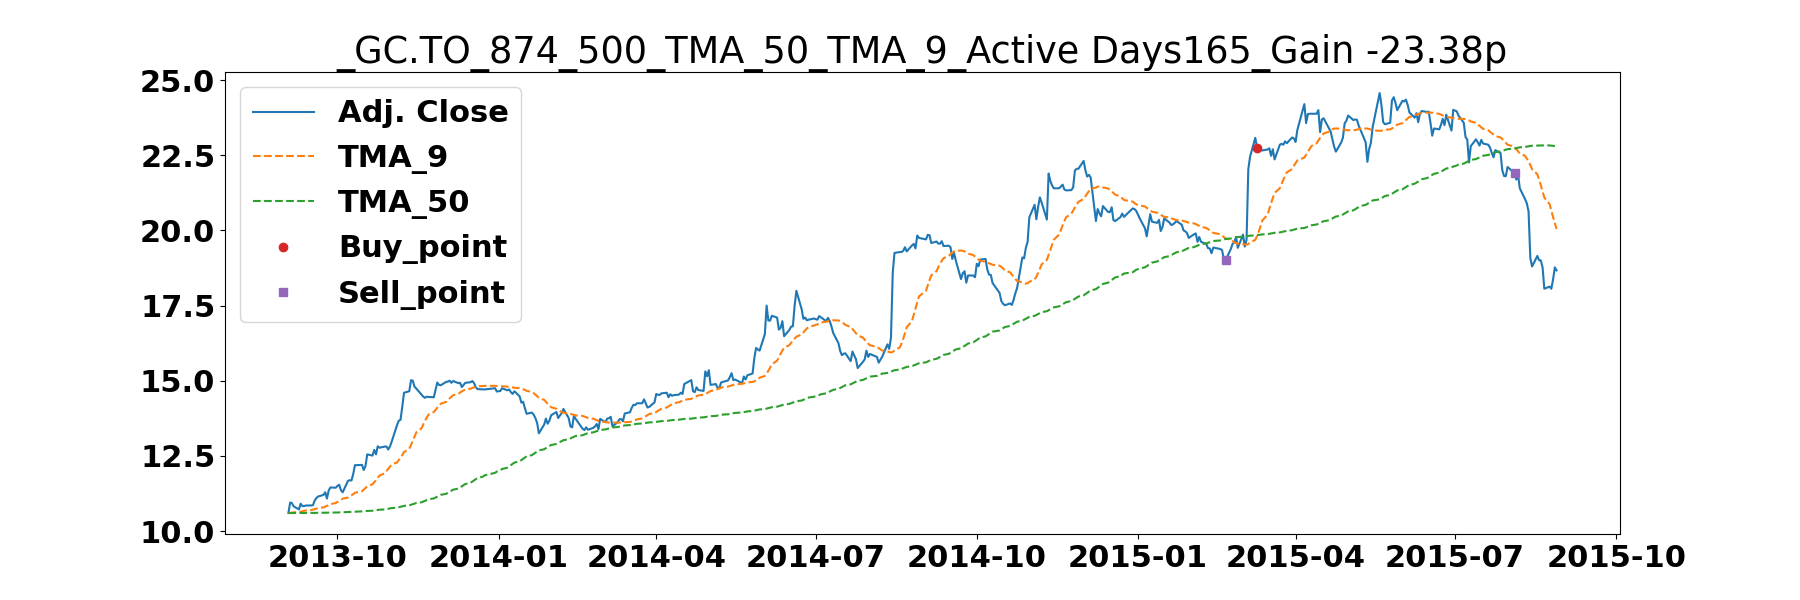 _GC.TO_874_500_TMA_50_TMA_9_Active Days165_Gain -23.38p
25.0
22.5
20.0
17.5
15.0
12.5
10.0
Adj. Close
TMA_9
TMA_50
Buy_point
Sell_point
2013-10 2014-01 2014-04 2014-07 2014-10 2015-01 2015-04 2015-07 2015-10